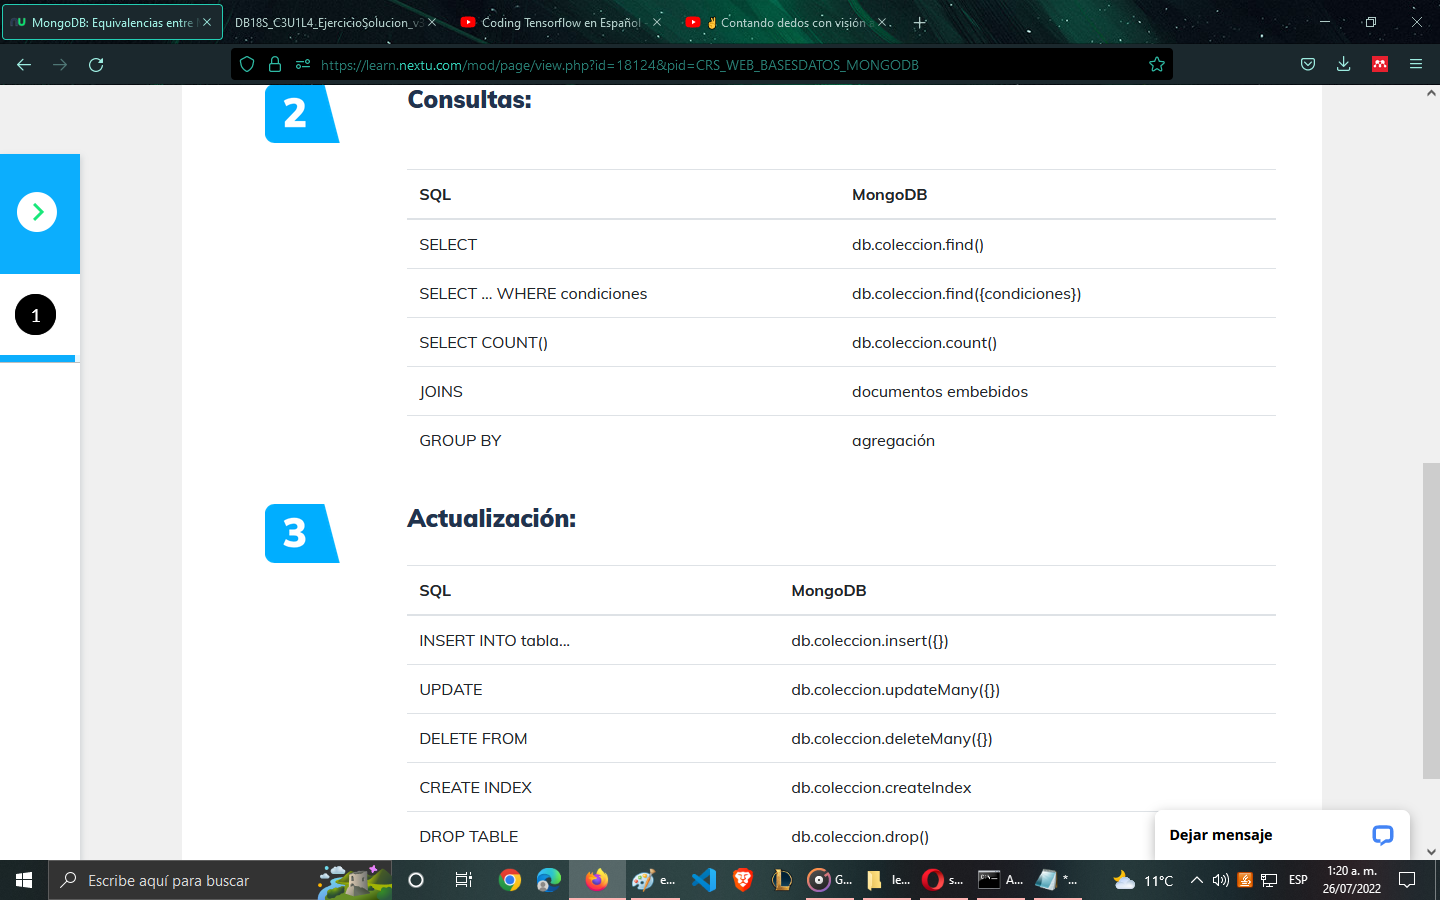 MongoDB: Equivalencias entre
DB18S_C3U1L4_EjercicioSolucion_v3
Coding Tensorflow en Español
Contando dedos con visión a
https://learn.nextu.com/mod/page/view.php?id=18124&pid=CRS_WEB_BASESDATOS_MONGODB
1
2
Consultas:
SQL MongoDB
SELECT db.coleccion.find()
SELECT ... WHERE condiciones db.coleccion.find({condiciones})
SELECT COUNT() db.coleccion.count()
JOINS documentos embebidos
GROUP BY agregación
3
Actualización:
SQL MongoDB
INSERT INTO tabla... db.coleccion.insert({})
UPDATE db.coleccion.updateMany({})
DELETE FROM db.coleccion.deleteMany({})
CREATE INDEX db.coleccion.createIndex
DROP TABLE db.coleccion.drop()
Dejar mensaje
Escribe aquí para buscar
e...
G...
le...
s...
A...
*...
11°C
ESP
1:20 a. m.
26/07/2022